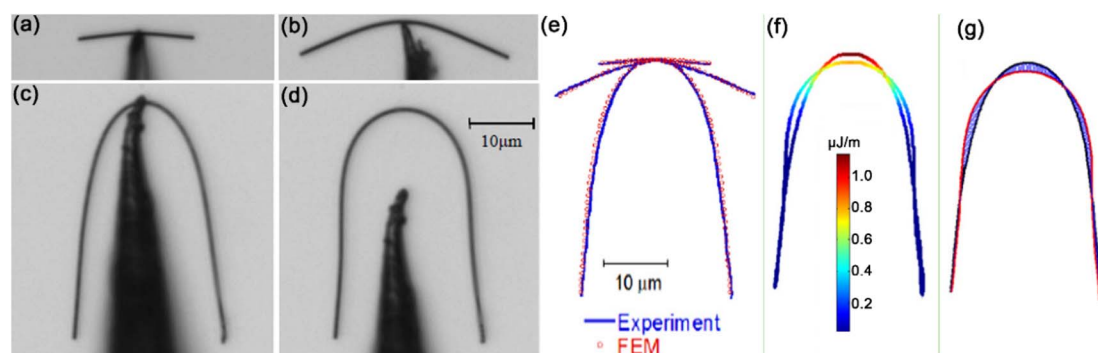 (a)
(b)
(c)
(d)
10μm
(e)
10 μm
Experiment
FEM
(f)
μJ/m
1.0
0.8
0.6
0.4
0.2
(g)